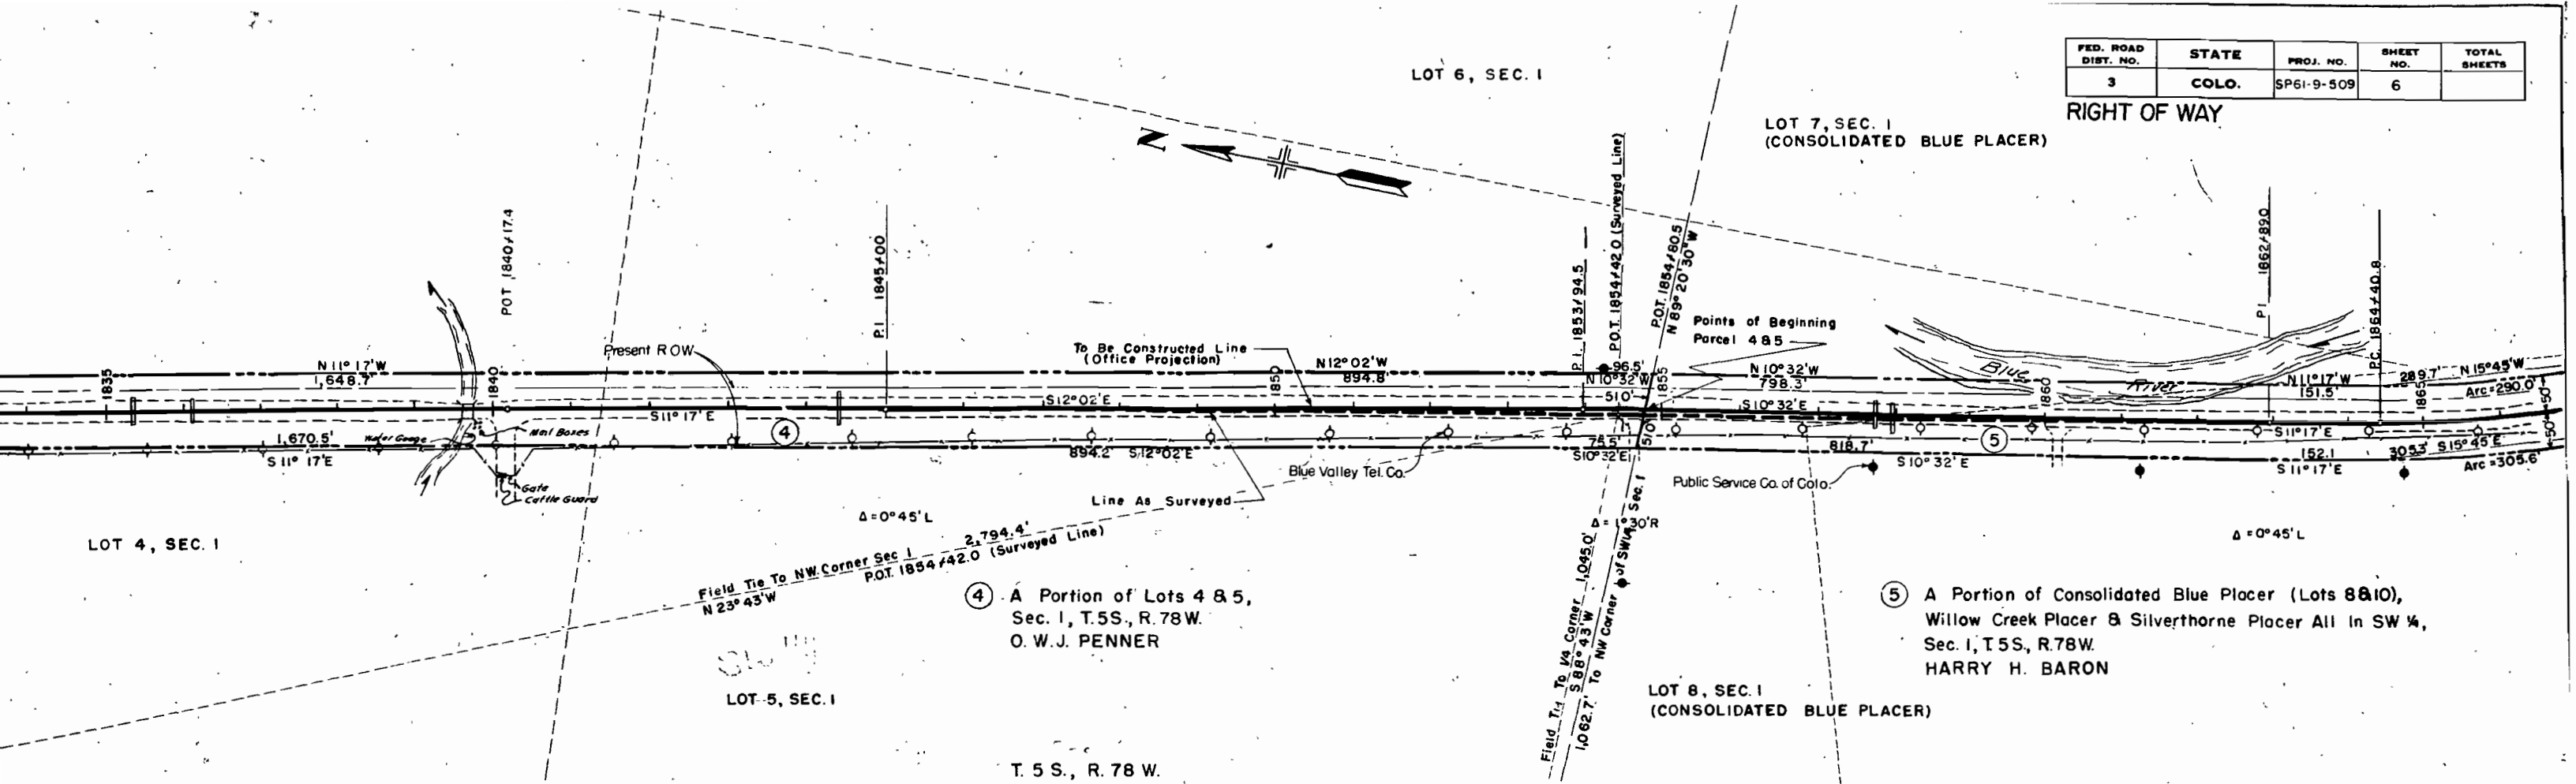 FED. ROAD DIST. NO.
STATE
PROJ. NO.
SHEET NO.
TOTAL SHEETS
3
COLO.
SP61-9-509
6
RIGHT OF WAY
LOT 6, SEC. 1
LOT 7, SEC. 1
(CONSOLIDATED BLUE PLACER)
N
POT 1840+17.4
P.I. 1845+00
P.I. 1853+94.5
P.O.T. 1854+42.0 (Surveyed Line)
P.O.T. 1854+80.5
N 89° 20' 30" W
P.I. 1862+89.0
P.C. 1864+40.8
Points of Beginning
Parcel 4&5
Present ROW
To Be Constructed Line
(Office Projection)
N 11° 17' W
1,648.7'
N 12° 02' W
894.8'
96.5'
N 10° 32' W
51.0'
N 10° 32' W
798.3'
Blue River
N 11° 17' W
151.5'
289.7' N 15° 45' W
Arc = 290.0'
1835
1840
1850
1855
1860
1865
S 11° 17' E
S 12° 02' E
S 10° 32' E
S 11° 17' E
50' 50'
1,670.5'
S 11° 17' E
Water Gauge
Mail Boxes
Gate
Cattle Guard
4
894.2' S 12° 02' E
75.5'
S 10° 32' E
51.0'
818.7'
S 10° 32' E
5
152.1
S 11° 17' E
305.3' S 15° 45' E
Arc = 305.6'
Blue Valley Tel. Co.
Public Service Co. of Colo.
Line As Surveyed
Δ = 0° 45' L
Δ = 1° 30' R
Δ = 0° 45' L
LOT 4, SEC. 1
Field Tie To NW. Corner Sec 1 2,794.4'
N 23° 43' W P.O.T. 1854+42.0 (Surveyed Line)
Field Tie To 1/4 Corner 1,045.0'
S 88° 43' W
1,062.7' To NW Corner of SW1/4, Sec. 1
4 A Portion of Lots 4 & 5,
Sec. 1, T. 5 S., R. 78 W.
O. W. J. PENNER
5 A Portion of Consolidated Blue Placer (Lots 8&10),
Willow Creek Placer & Silverthorne Placer All In SW ¼,
Sec. 1, T. 5 S., R. 78 W.
HARRY H. BARON
LOT 5, SEC. 1
LOT 8, SEC. 1
(CONSOLIDATED BLUE PLACER)
T. 5 S., R. 78 W.